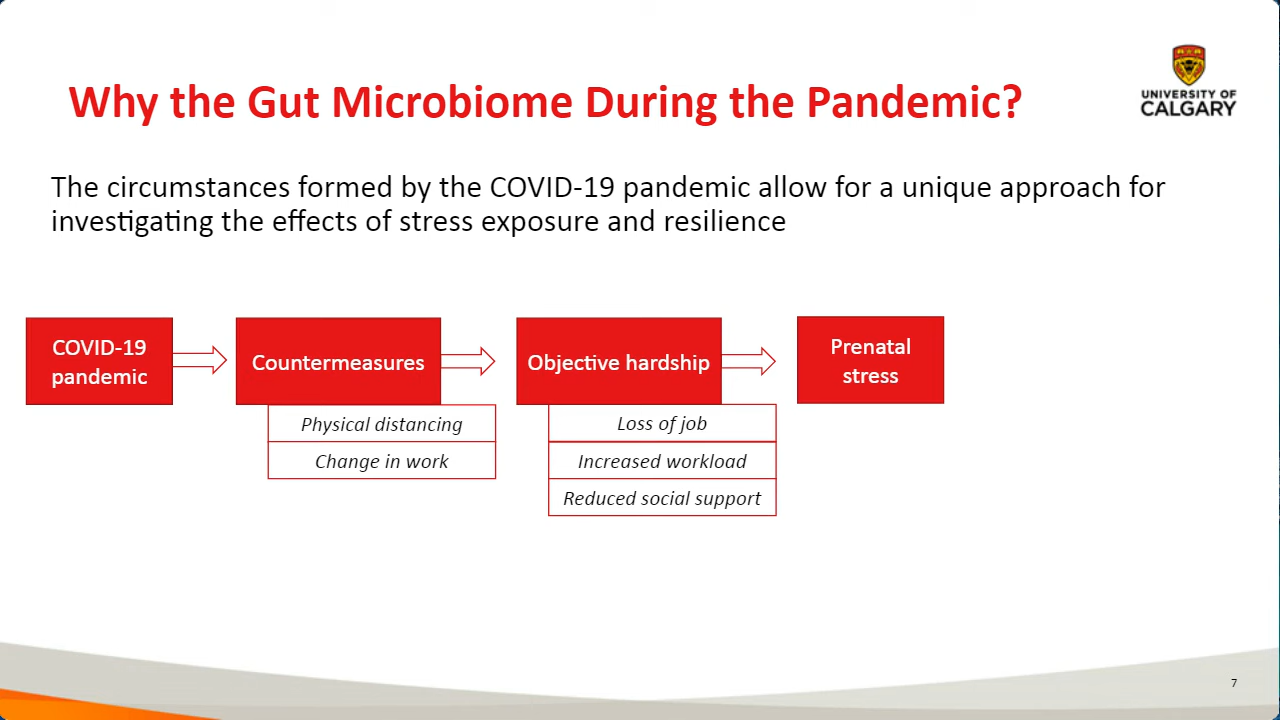 Why the Gut Microbiome During the Pandemic?
UNIVERSITY OF
CALGARY
The circumstances formed by the COVID-19 pandemic allow for a unique approach for
investigating the effects of stress exposure and resilience
COVID-19
pandemic
Countermeasures
Physical distancing
Change in work
Objective hardship
Loss of job
Increased workload
Reduced social support
Prenatal
stress
7